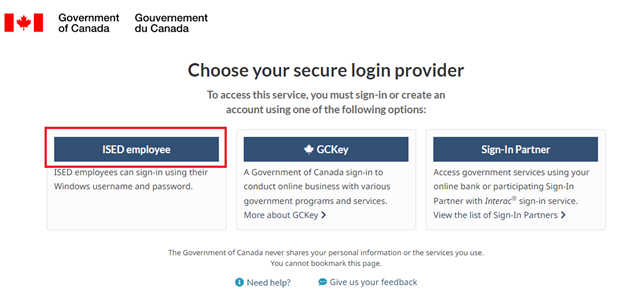 Government Gouvernement
of Canada du Canada
Choose your secure login provider
To access this service, you must sign-in or create an
account using one of the following options:
ISED employee
ISED employees can sign-in using their
Windows username and password.
GCKey
A Government of Canada sign-in to
conduct online business with various
government programs and services.
More about GCKey
Sign-In Partner
Access government services using your
online bank or participating Sign-In
Partner with Interac® sign-in service.
View the list of Sign-In Partners
The Government of Canada never shares your personal information or the services you use.
You cannot bookmark this page.
Need help? Give us your feedback